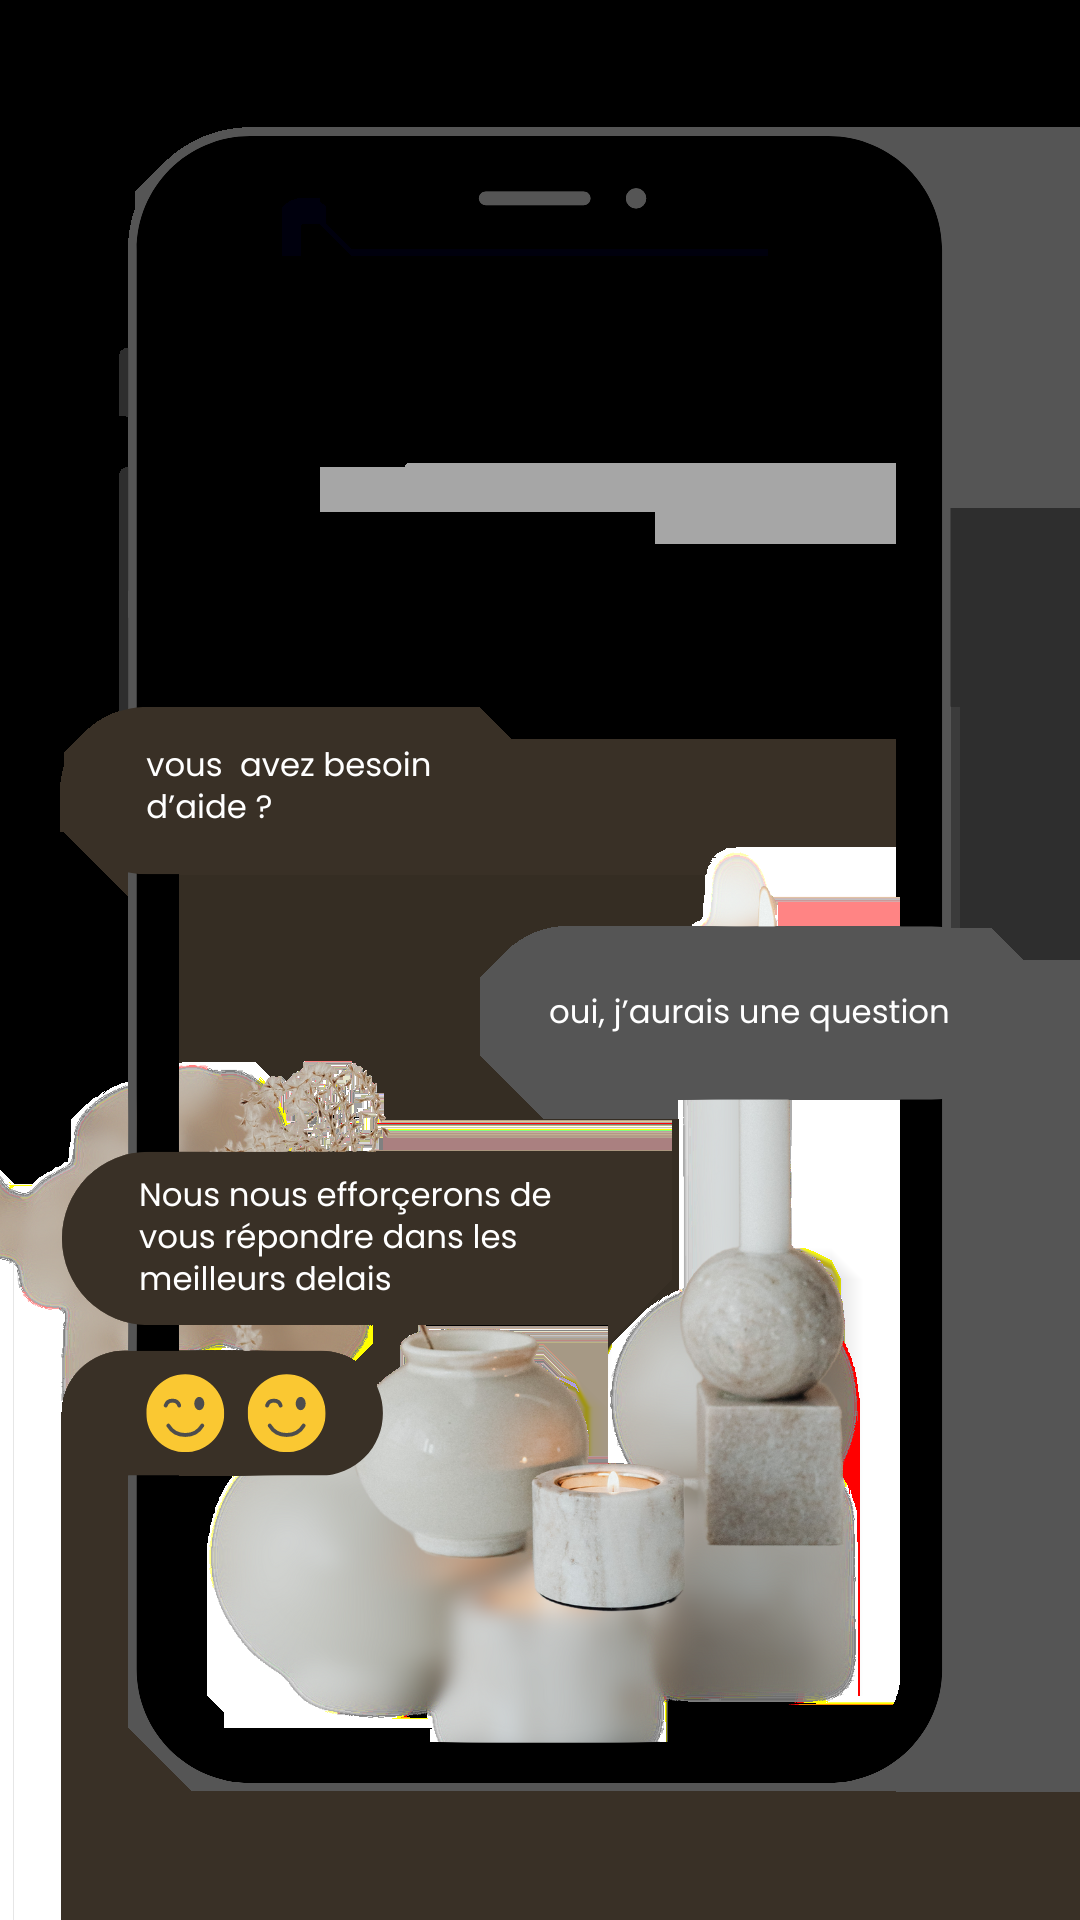 vous  avez besoin
d’aide ?
oui, j’aurais une question
Nous nous efforçerons de
vous répondre dans les
meilleurs delais